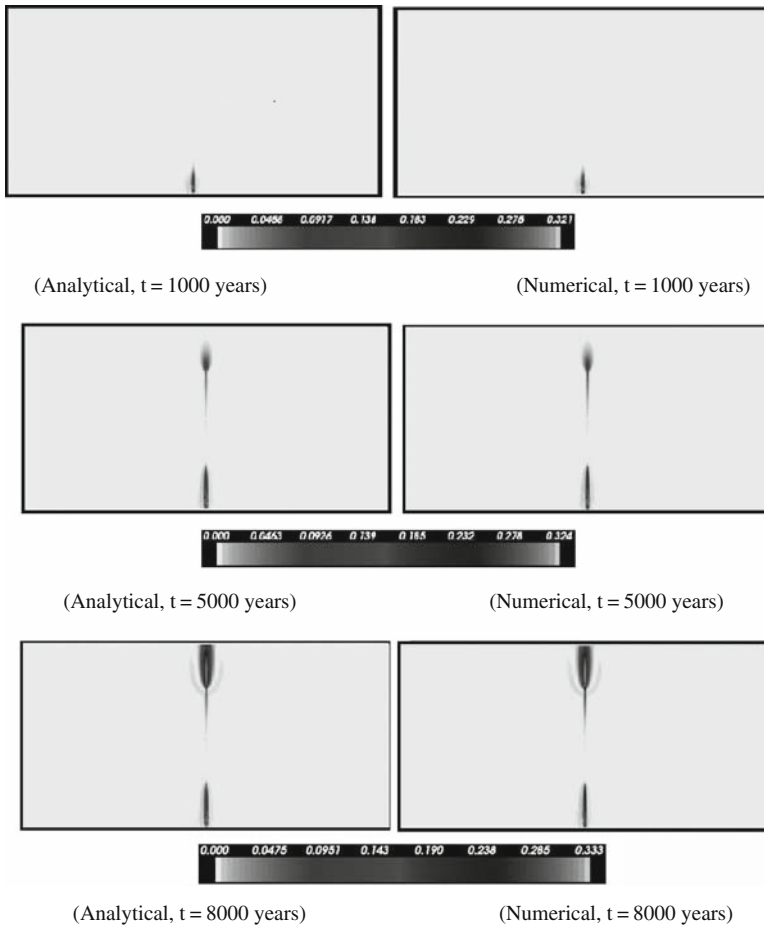 0.000 0.0458 0.0917 0.138 0.183 0.229 0.275 0.321
(Analytical, t = 1000 years) (Numerical, t = 1000 years)
0.000 0.0463 0.0926 0.139 0.185 0.232 0.278 0.324
(Analytical, t = 5000 years) (Numerical, t = 5000 years)
0.000 0.0475 0.0951 0.143 0.190 0.238 0.285 0.333
(Analytical, t = 8000 years) (Numerical, t = 8000 years)